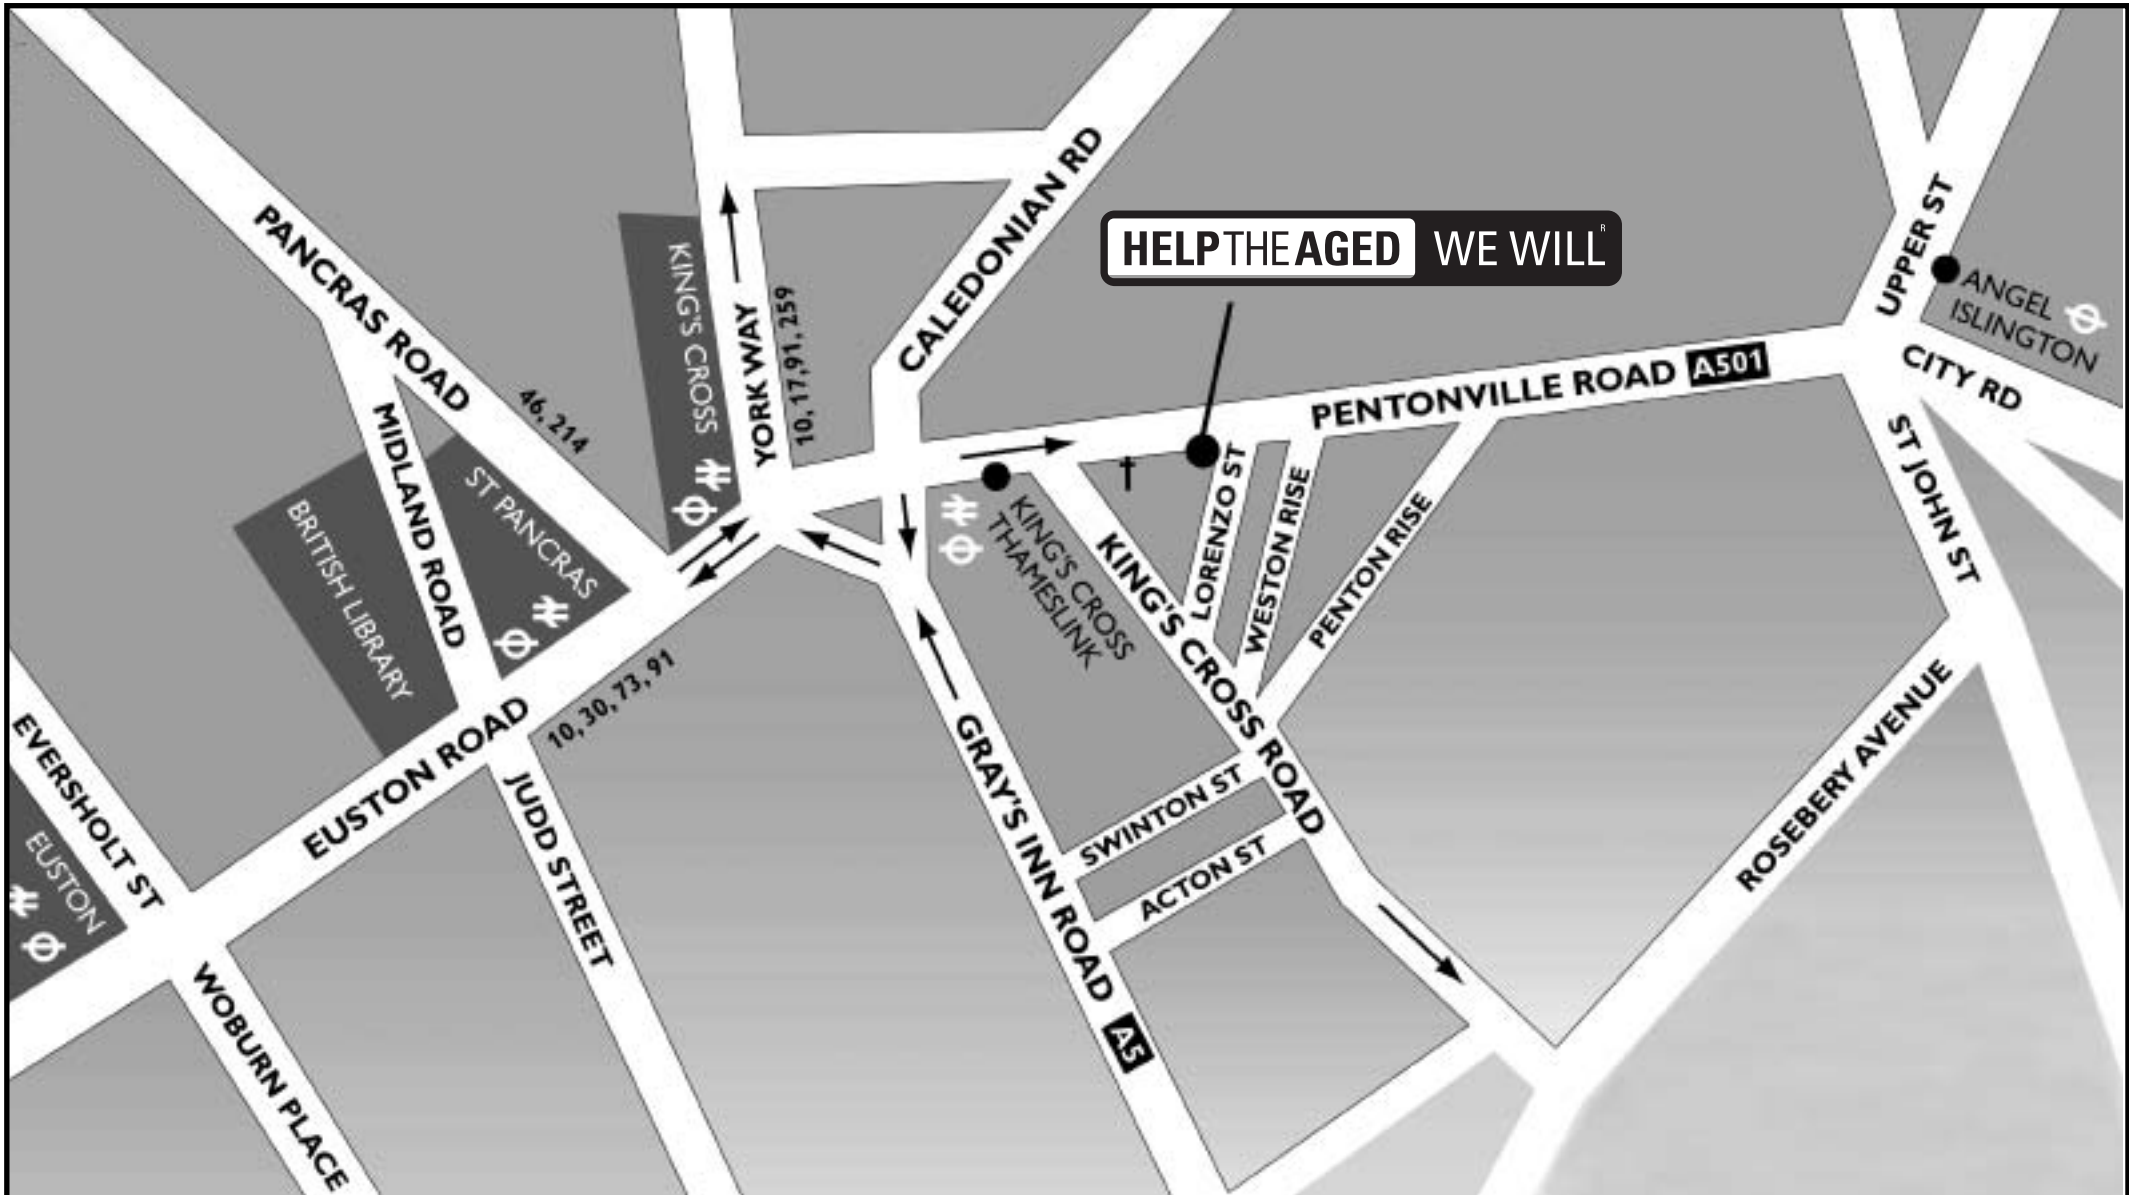 PANCRAS ROAD
46, 214
KING'S CROSS
YORK WAY
10, 17, 91, 259
CALEDONIAN RD
HELP THE AGED WE WILL R
UPPER ST
ANGEL
ISLINGTON
CITY RD
PENTONVILLE ROAD A501
ST JOHN ST
MIDLAND ROAD
ST PANCRAS
BRITISH LIBRARY
KING'S CROSS
THAMESLINK
KING'S CROSS ROAD
LORENZO ST
WESTON RISE
PENTON RISE
10, 30, 73, 91
EUSTON ROAD
EVERSHOLT ST
EUSTON
JUDD STREET
GRAY'S INN ROAD A5
SWINTON ST
ACTON ST
ROSEBERY AVENUE
WOBURN PLACE